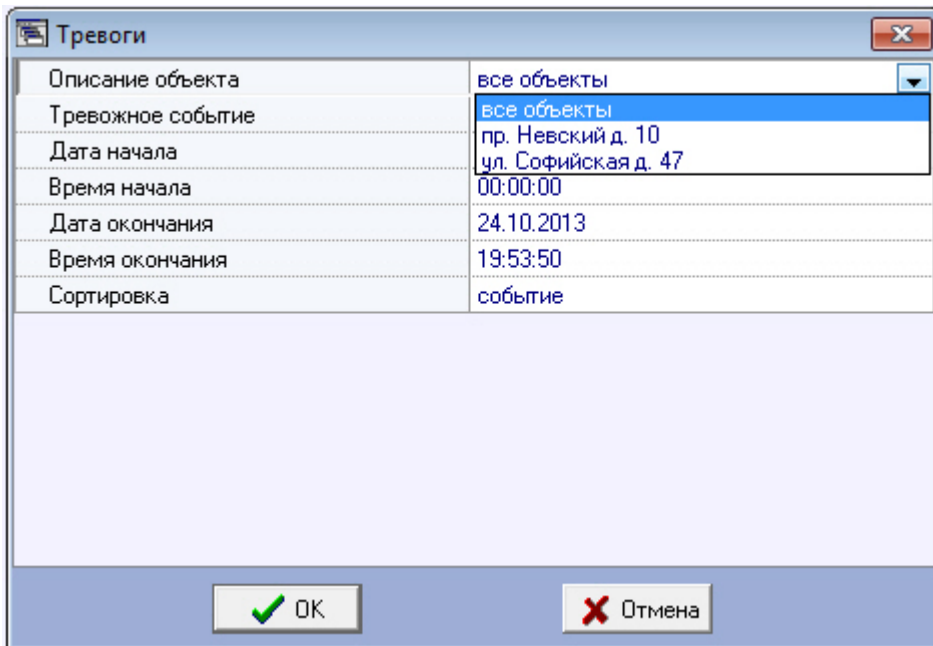 Тревоги
Описание объекта все объекты
Тревожное событие все объекты
пр. Невский д. 10
Дата начала ул. Софийская д. 47
Время начала 00:00:00
Дата окончания 24.10.2013
Время окончания 19:53:50
Сортировка событие
OK Отмена